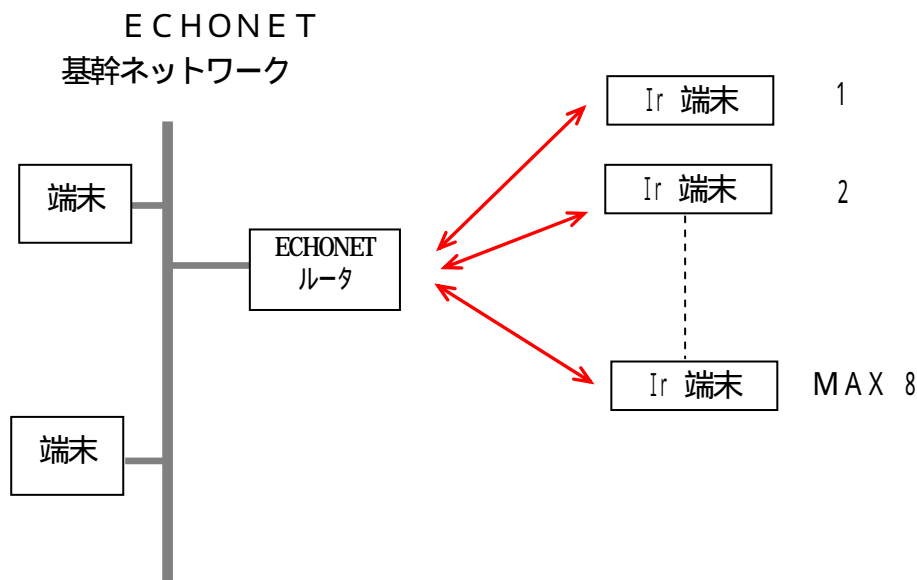 ＥＣＨＯＮＥＴ
基幹ネットワーク
端末
端末
ECHONET
ルータ
Ir 端末 1
Ir 端末 2
Ir 端末 ＭＡＸ 8